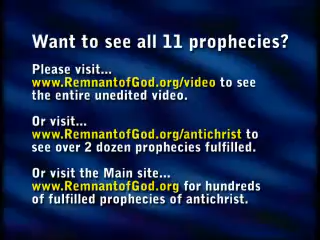 Want to see all 11 prophecies?
Please visit...
www.RemnantofGod.org/video to see
the entire unedited video.
Or visit...
www.RemnantofGod.org/antichrist to
see over 2 dozen prophecies fulfilled.
Or visit the Main site...
www.RemnantofGod.org for hundreds
of fulfilled prophecies of antichrist.